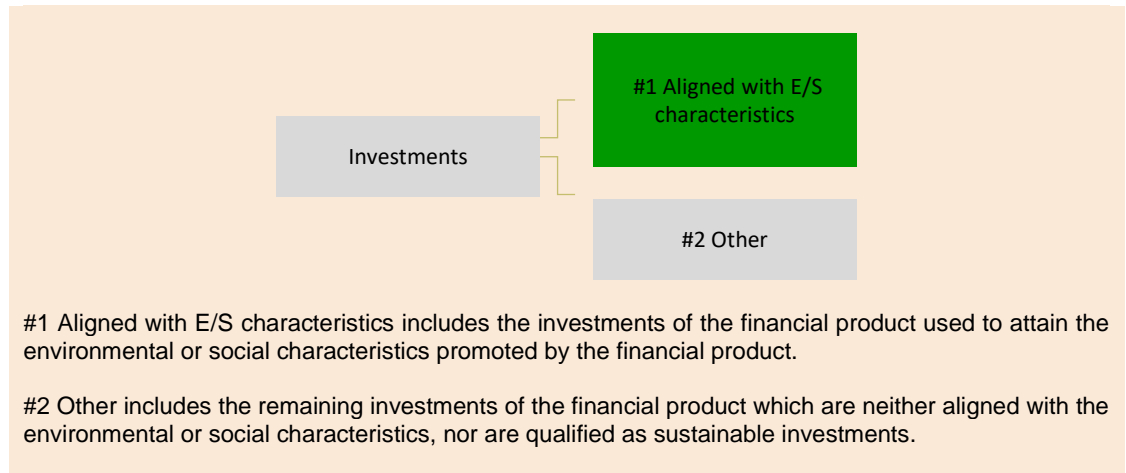 #1 Aligned with E/S
characteristics
Investments
#2 Other
#1 Aligned with E/S characteristics includes the investments of the financial product used to attain the
environmental or social characteristics promoted by the financial product.
#2 Other includes the remaining investments of the financial product which are neither aligned with the
environmental or social characteristics, nor are qualified as sustainable investments.